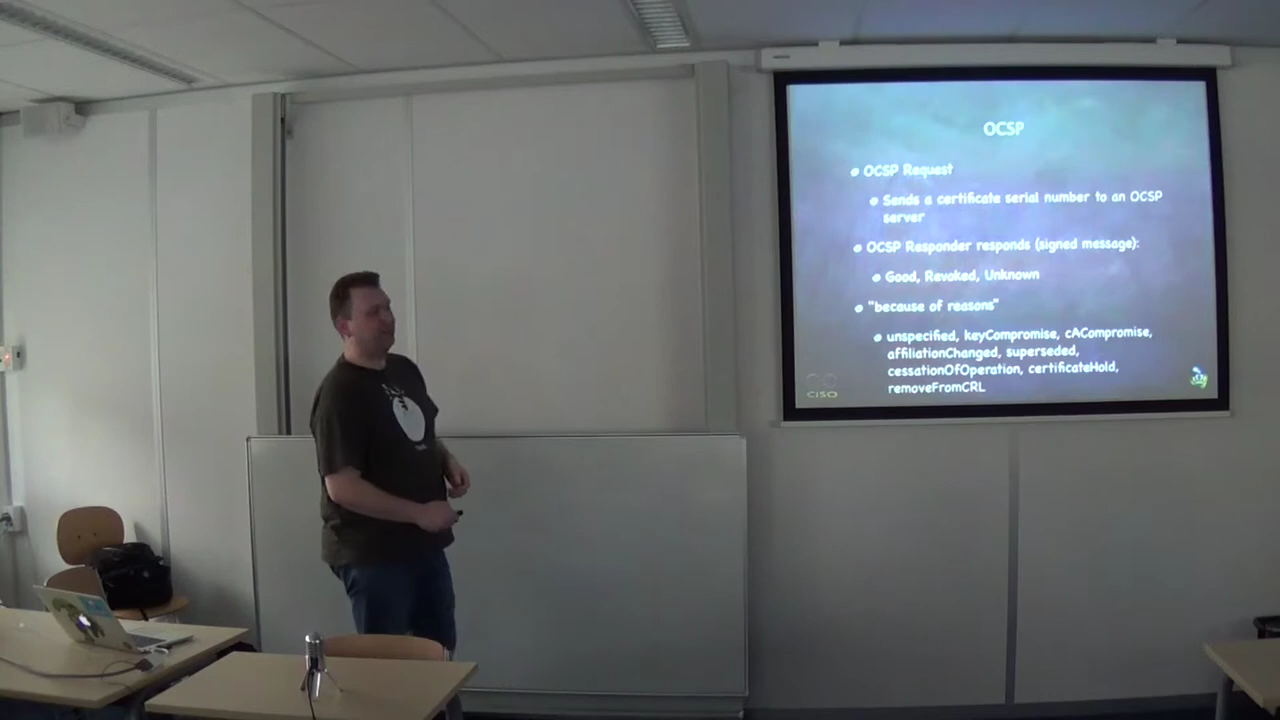 OCSP
OCSP Request
Sends a certificate serial number to an OCSP
server
OCSP Responder responds (signed message):
Good, Revoked, Unknown
"because of reasons"
unspecified, keyCompromise, cACompromise,
affiliationChanged, superseded,
cessationOfOperation, certificateHold,
removeFromCRL
CISO